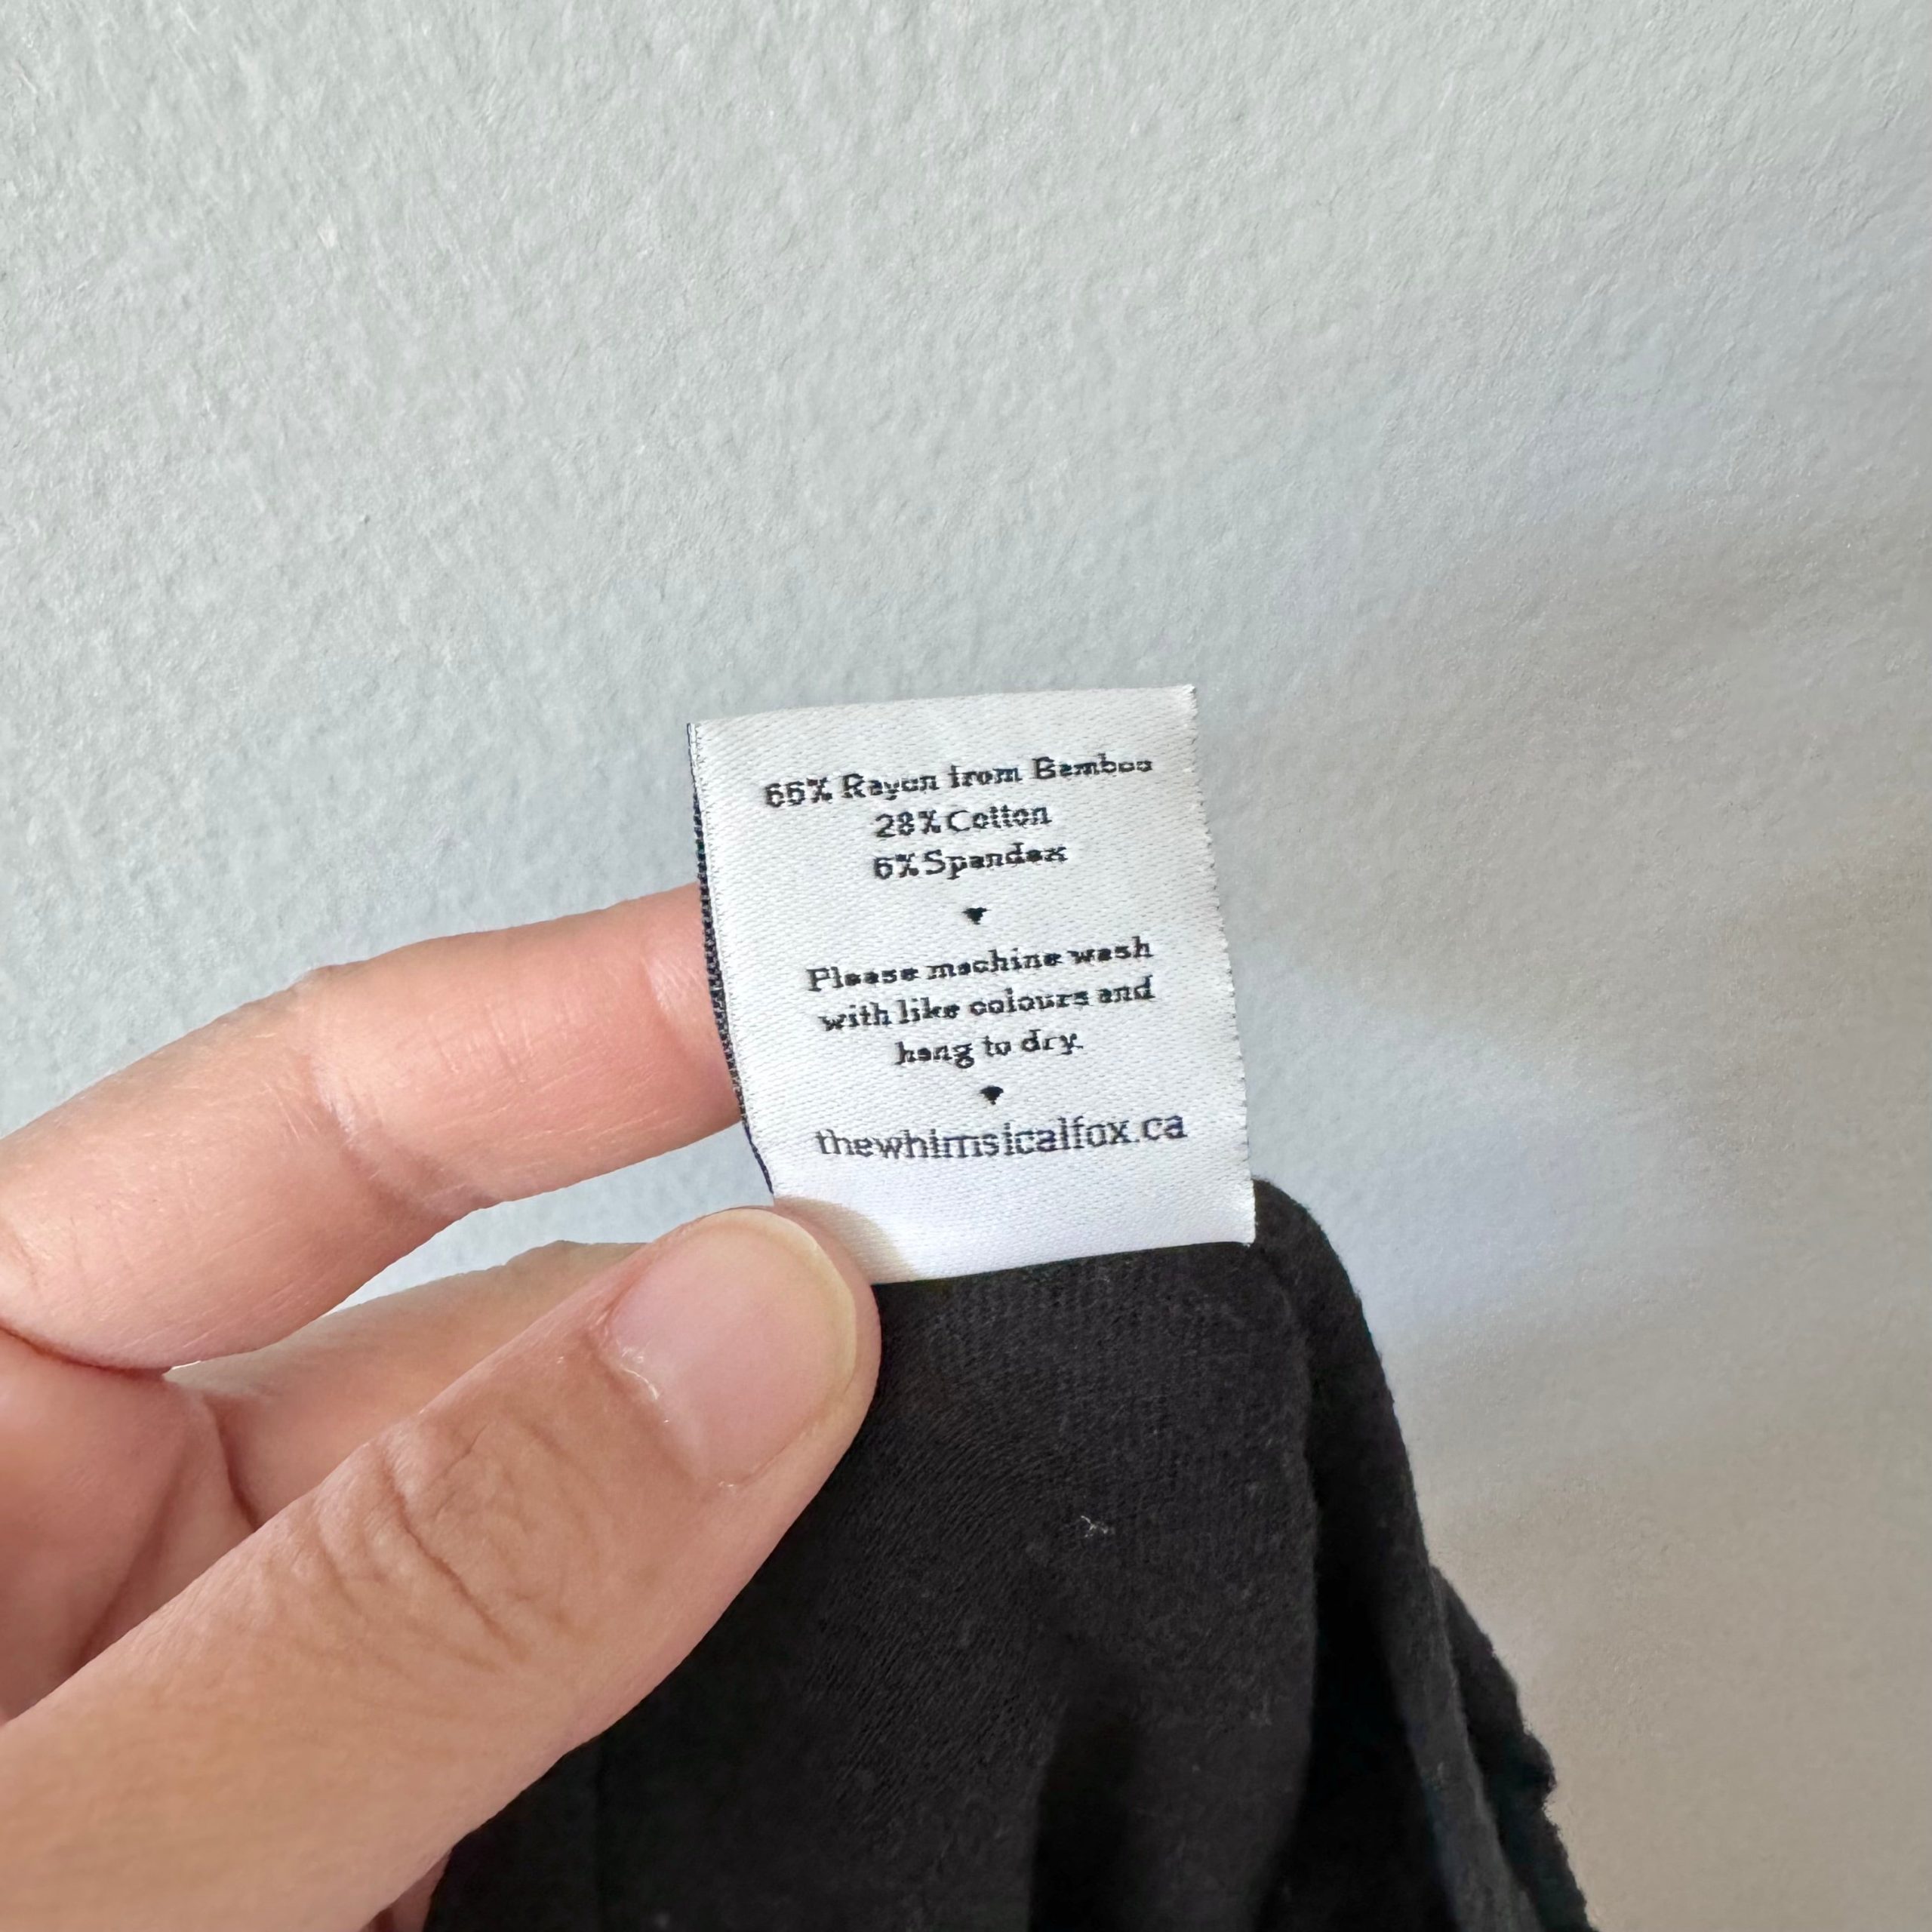 66% Rayon from Bamboo
28% Cotton
6% Spandex
Please machine wash
with like colours and
hang to dry.
thewhimsicalfox.ca